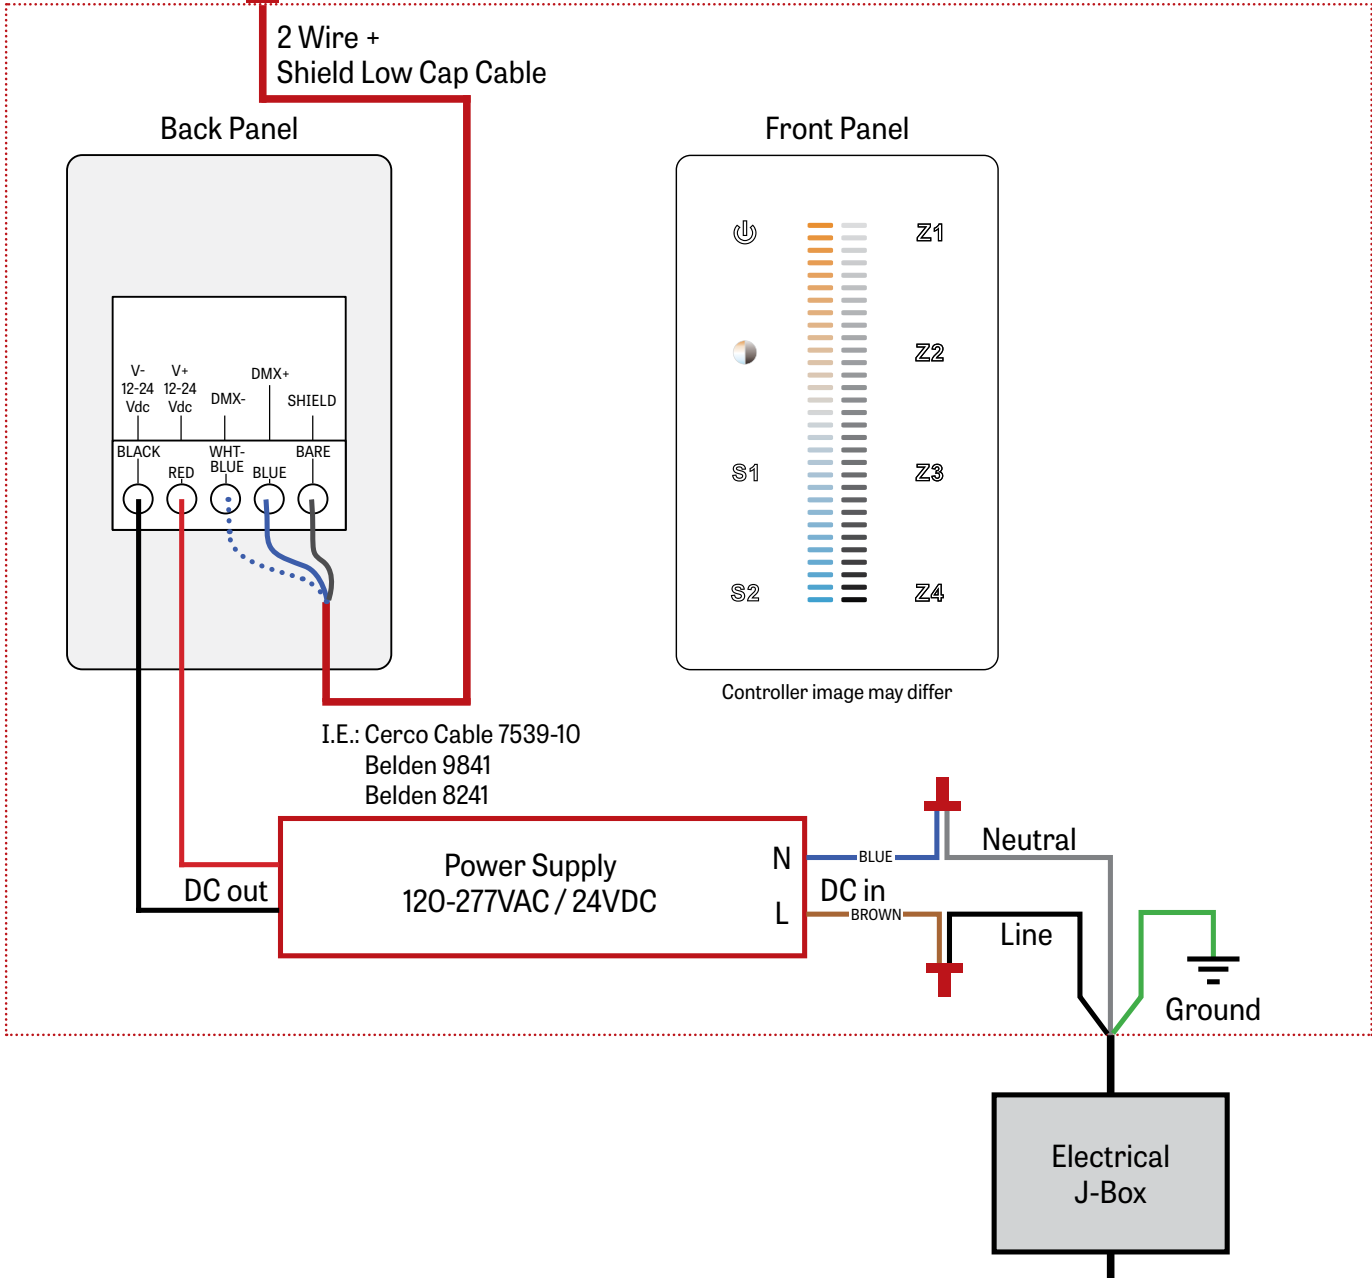 2 Wire +
Shield Low Cap Cable
Back Panel
Front Panel
V-
12-24
Vdc
V+
12-24
Vdc
DMX-
DMX+
SHIELD
BLACK
RED
WHT-
BLUE
BLUE
BARE
Z1
Z2
S1
Z3
S2
Z4
Controller image may differ
I.E.: Cerco Cable 7539-10
Belden 9841
Belden 8241
Power Supply
120-277VAC / 24VDC
DC out
N
L
DC in
BLUE
BROWN
Neutral
Line
Ground
Electrical
J-Box